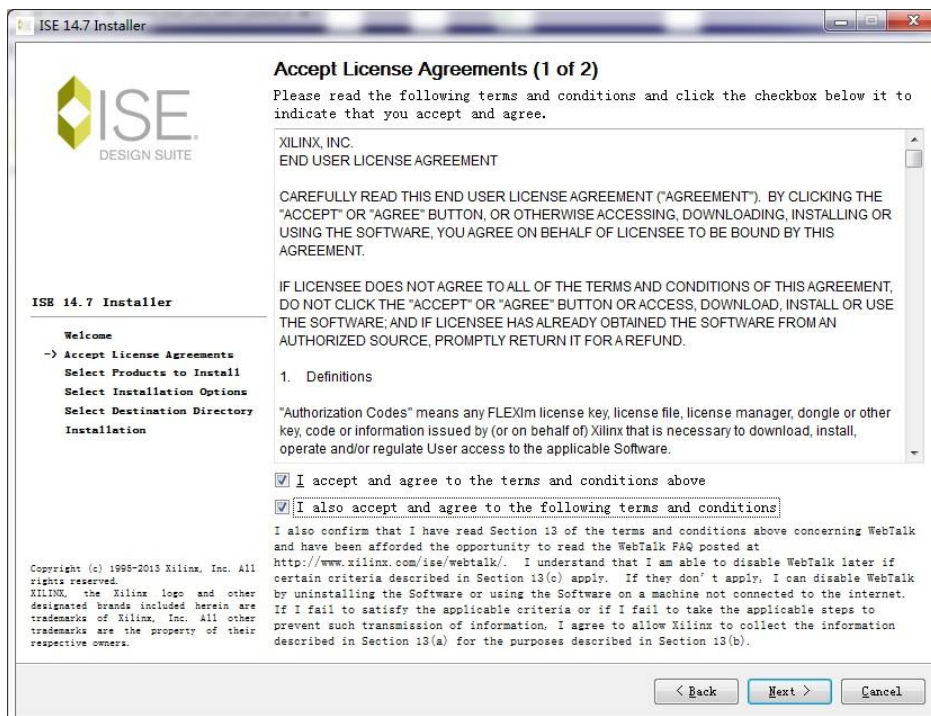 ISE 14.7 Installer
ISE
DESIGN SUITE
ISE 14.7 Installer
Welcome
-> Accept License Agreements
Select Products to Install
Select Installation Options
Select Destination Directory
Installation
Copyright (c) 1995-2013 Xilinx, Inc. All
rights reserved.
XILINX, the Xilinx logo and other
designated brands included herein are
trademarks of Xilinx, Inc. All other
trademarks are the property of their
respective owners.
Accept License Agreements (1 of 2)
Please read the following terms and conditions and click the checkbox below it to
indicate that you accept and agree.
XILINX, INC.
END USER LICENSE AGREEMENT
CAREFULLY READ THIS END USER LICENSE AGREEMENT ("AGREEMENT"). BY CLICKING THE
"ACCEPT" OR "AGREE" BUTTON, OR OTHERWISE ACCESSING, DOWNLOADING, INSTALLING OR
USING THE SOFTWARE, YOU AGREE ON BEHALF OF LICENSEE TO BE BOUND BY THIS
AGREEMENT.
IF LICENSEE DOES NOT AGREE TO ALL OF THE TERMS AND CONDITIONS OF THIS AGREEMENT,
DO NOT CLICK THE "ACCEPT" OR "AGREE" BUTTON OR ACCESS, DOWNLOAD, INSTALL OR USE
THE SOFTWARE; AND IF LICENSEE HAS ALREADY OBTAINED THE SOFTWARE FROM AN
AUTHORIZED SOURCE, PROMPTLY RETURN IT FOR A REFUND.
1. Definitions
"Authorization Codes" means any FLEXlm license key, license file, license manager, dongle or other
key, code or information issued by (or on behalf of) Xilinx that is necessary to download, install,
operate and/or regulate User access to the applicable Software.
I accept and agree to the terms and conditions above
I also accept and agree to the following terms and conditions
I also confirm that I have read Section 13 of the terms and conditions above concerning WebTalk
and have been afforded the opportunity to read the WebTalk FAQ posted at
http://www.xilinx.com/ise/webtalk/. I understand that I am able to disable WebTalk later if
certain criteria described in Section 13(c) apply. If they don't apply, I can disable WebTalk
by uninstalling the Software or using the Software on a machine not connected to the internet.
If I fail to satisfy the applicable criteria or if I fail to take the applicable steps to
prevent such transmission of information, I agree to allow Xilinx to collect the information
described in Section 13(a) for the purposes described in Section 13(b).
< Back
Next >
Cancel